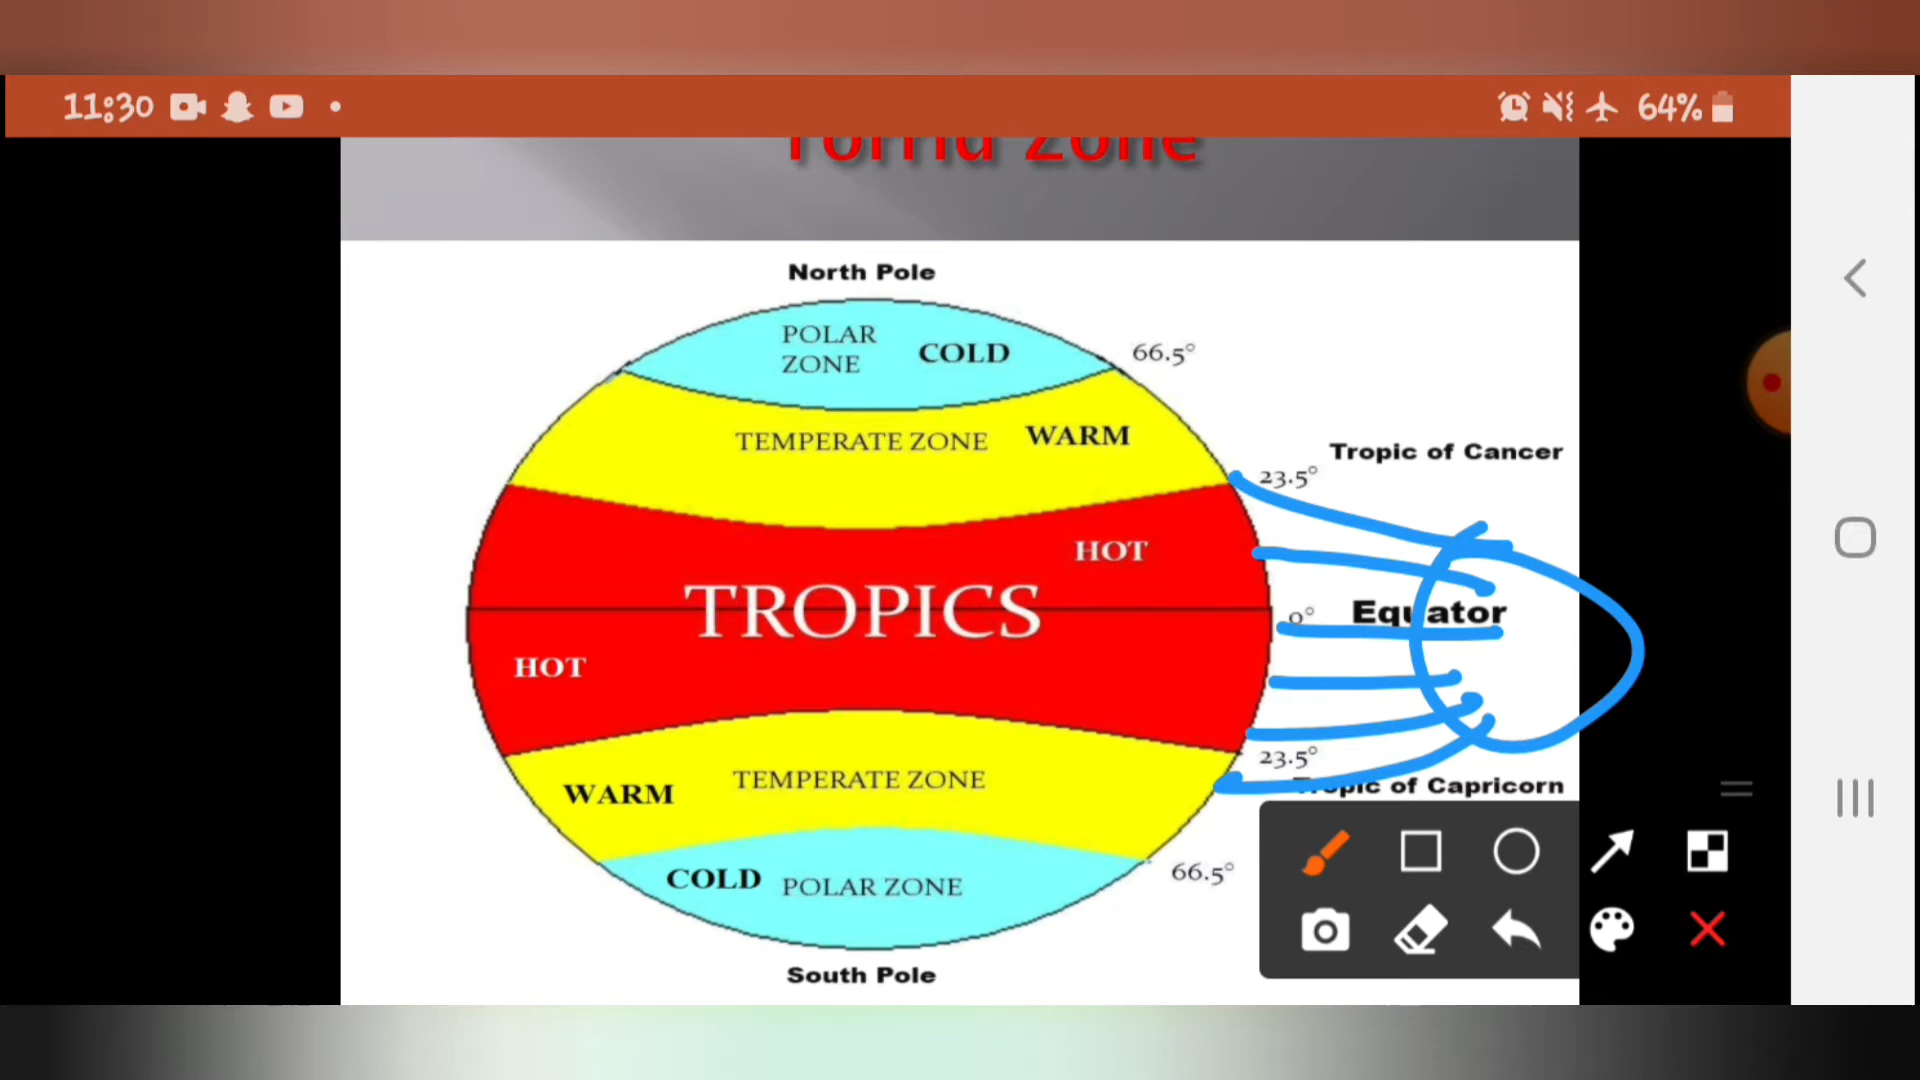 11:30
64%
Torrid Zone
North Pole
POLAR
ZONE
COLD
66.5°
TEMPERATE ZONE
WARM
Tropic of Cancer
23.5°
HOT
TROPICS
0°
Equator
HOT
23.5°
TEMPERATE ZONE
WARM
Tropic of Capricorn
COLD
POLAR ZONE
66.5°
South Pole